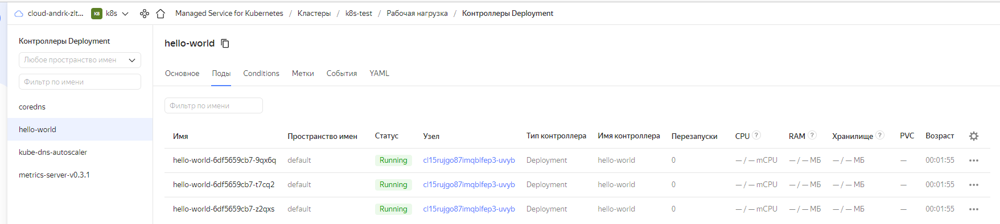 cloud-andrk-zlt... K8 k8s Managed Service for Kubernetes / Кластеры / k8s-test / Рабочая нагрузка / Контроллеры Deployment
Контроллеры Deployment
Любое пространство имен
Фильтр по имени
coredns
hello-world
kube-dns-autoscaler
metrics-server-v0.3.1
hello-world
Основное Поды Conditions Метки События YAML
Фильтр по имени
Имя Пространство имен Статус Узел Тип контроллера Имя контроллера Перезапуски CPU ? RAM ? Хранилище ? PVC Возраст
hello-world-6df5659cb7-9qx6q default Running cl15rujgo87imqblfep3-uvyb Deployment hello-world 0 — / — mCPU — / — МБ — / — МБ — 00:01:55
hello-world-6df5659cb7-t7cq2 default Running cl15rujgo87imqblfep3-uvyb Deployment hello-world 0 — / — mCPU — / — МБ — / — МБ — 00:01:55
hello-world-6df5659cb7-z2qxs default Running cl15rujgo87imqblfep3-uvyb Deployment hello-world 0 — / — mCPU — / — МБ — / — МБ — 00:01:55